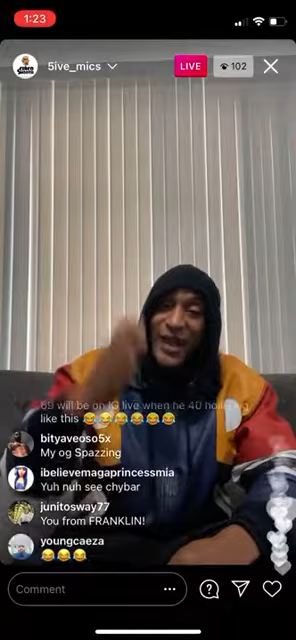 1:23
5ive_mics
LIVE
102
69 will be on IG live when he 40
like this 😂😂😂😂😂😂
bityaveoso5x
My og Spazzing
ibelievemagaprincessmia
Yuh nuh see chybar
junitosway77
You from FRANKLIN!
youngcaeza
😂😂😂
Comment